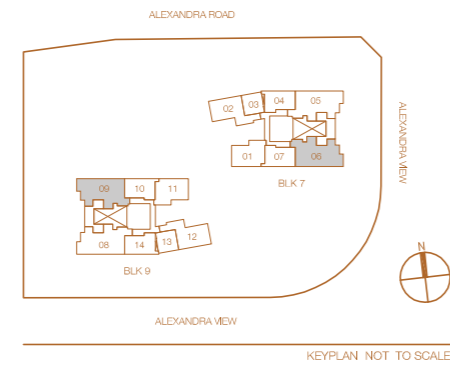 ALEXANDRA ROAD
02 03 04 05
01 07 06
BLK 7
ALEXANDRA VIEW
09 10 11
08 14 13 12
BLK 9
N
ALEXANDRA VIEW
KEYPLAN NOT TO SCALE